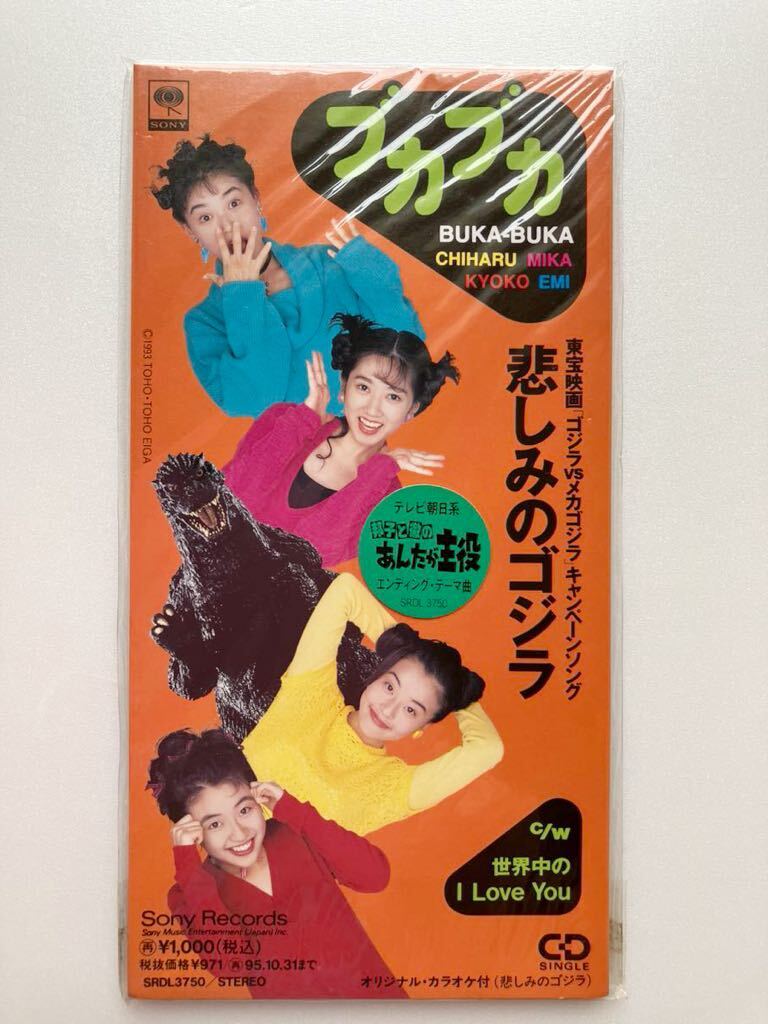 SONY
ブカブカ
BUKA-BUKA
CHIHARU MIKA
KYOKO EMI
東宝映画「ゴジラvsメカゴジラ」キャンペーンソング
悲しみのゴジラ
©1993 TOHO・TOHO EIGA
テレビ朝日系
あんたが主役
エンディング・テーマ曲
SRDL 3750
c/w
世界中の
I Love You
Sony Records
Sony Music Entertainment (Japan) Inc.
再¥1,000(税込)
税抜価格¥971/再95.10.31まで
SRDL3750/STEREO
CD
SINGLE
オリジナル・カラオケ付(悲しみのゴジラ)